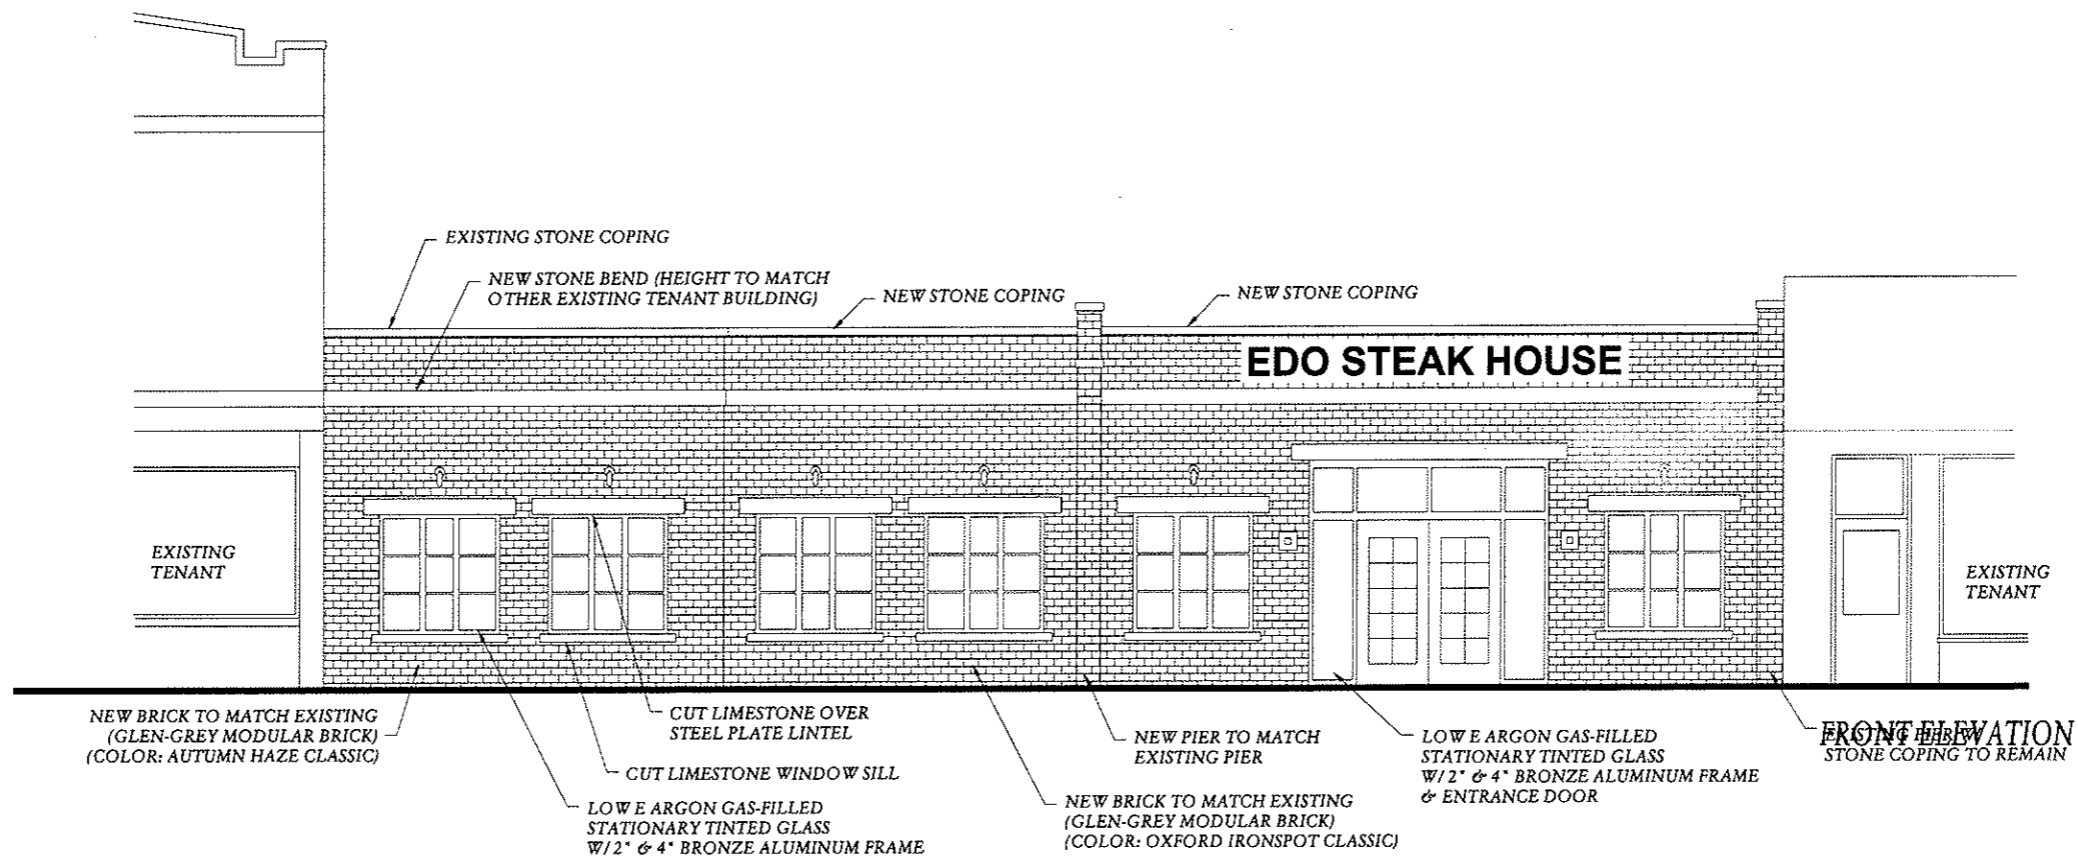 EXISTING STONE COPING
NEW STONE BEND (HEIGHT TO MATCH
OTHER EXISTING TENANT BUILDING)
NEW STONE COPING
NEW STONE COPING
EDO STEAK HOUSE
EXISTING
TENANT
EXISTING
TENANT
NEW BRICK TO MATCH EXISTING
(GLEN-GREY MODULAR BRICK)
(COLOR: AUTUMN HAZE CLASSIC)
CUT LIMESTONE OVER
STEEL PLATE LINTEL
CUT LIMESTONE WINDOW SILL
LOW E ARGON GAS-FILLED
STATIONARY TINTED GLASS
W/ 2" & 4" BRONZE ALUMINUM FRAME
NEW PIER TO MATCH
EXISTING PIER
NEW BRICK TO MATCH EXISTING
(GLEN-GREY MODULAR BRICK)
(COLOR: OXFORD IRONSPOT CLASSIC)
LOW E ARGON GAS-FILLED
STATIONARY TINTED GLASS
W/ 2" & 4" BRONZE ALUMINUM FRAME
& ENTRANCE DOOR
FRONT ELEVATION
EXISTING PIER W/
STONE COPING TO REMAIN